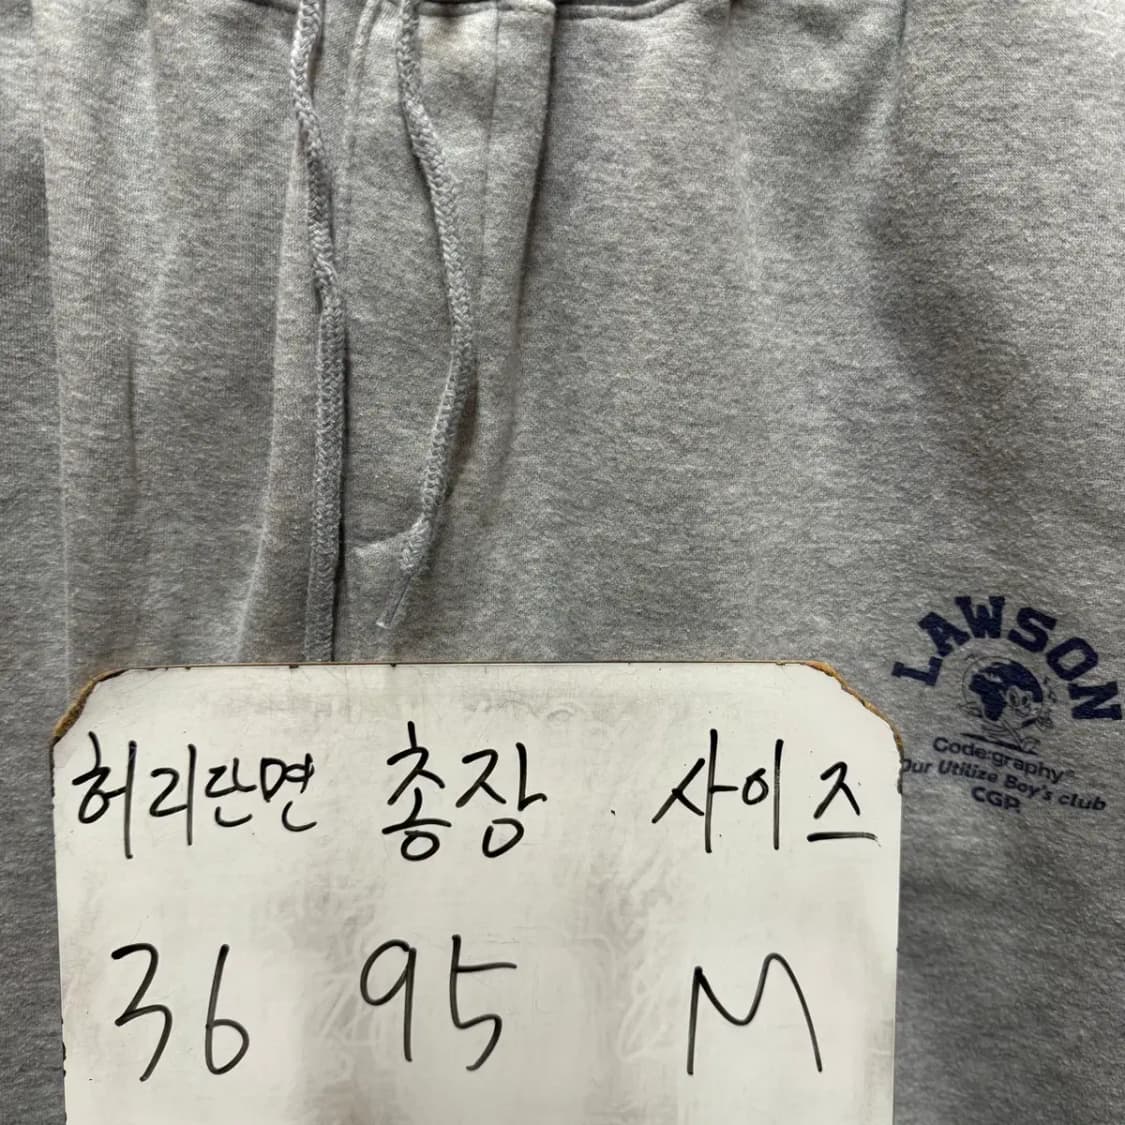 LAWSON
Code:graphy®
Our Utilize Boy's club
CGP.
허리단면 총장 사이즈
36 95 M